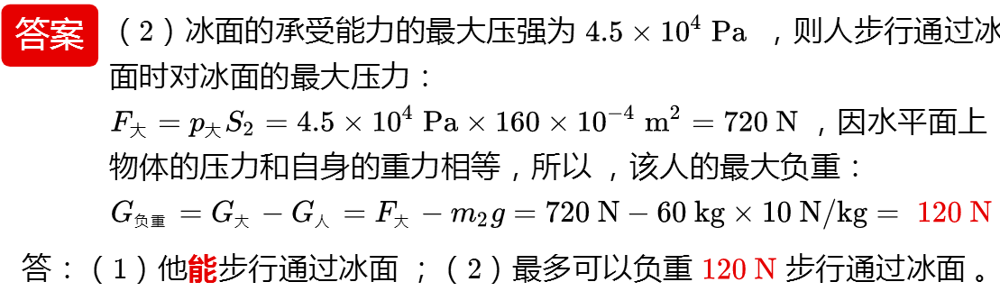 答案 （2）冰面的承受能力的最大压强为 4.5 × 10⁴ Pa ，则人步行通过冰
面时对冰面的最大压力：
F大 = p大S₂ = 4.5 × 10⁴ Pa × 160 × 10⁻⁴ m² = 720 N ，因水平面上
物体的压力和自身的重力相等，所以 ，该人的最大负重：
G负重 = G大 − G人 = F大 − m₂g = 720 N − 60 kg × 10 N/kg = 120 N
答：（1）他能步行通过冰面 ；（2）最多可以负重 120 N 步行通过冰面 。